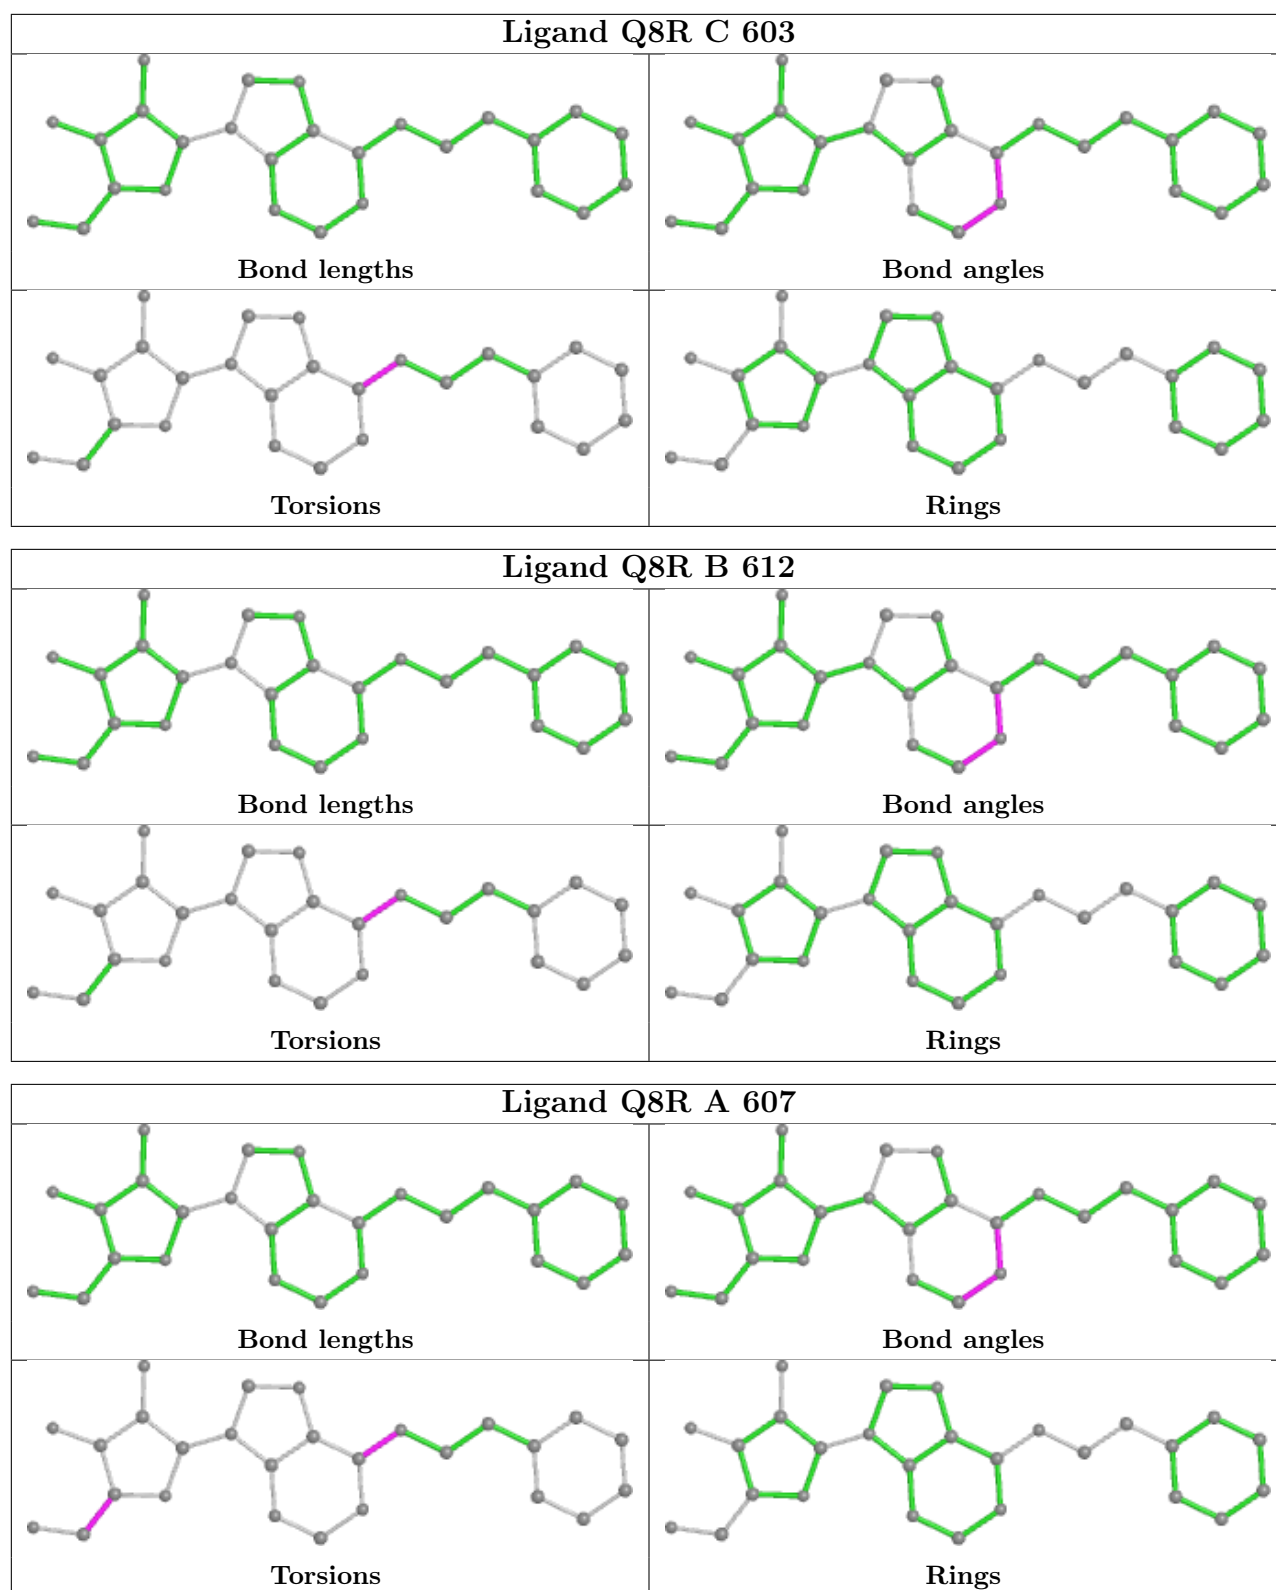 Ligand Q8R C 603
Bond lengths
Bond angles
Torsions
Rings
Ligand Q8R B 612
Bond lengths
Bond angles
Torsions
Rings
Ligand Q8R A 607
Bond lengths
Bond angles
Torsions
Rings